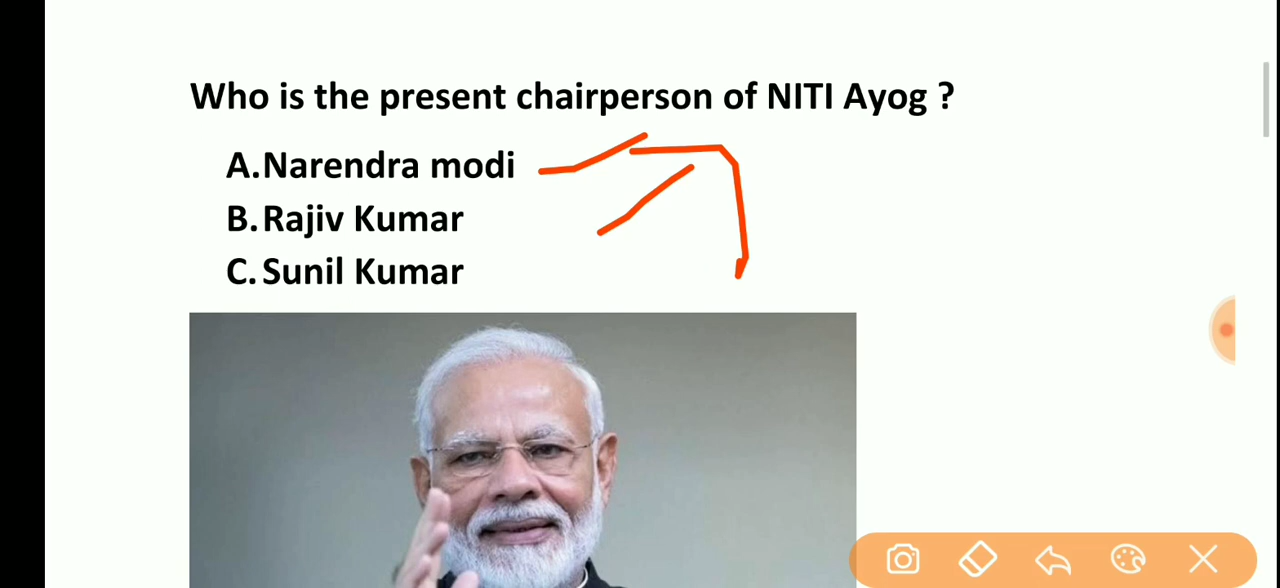 Who is the present chairperson of NITI Ayog ?
A.Narendra modi
B.Rajiv Kumar
C.Sunil Kumar